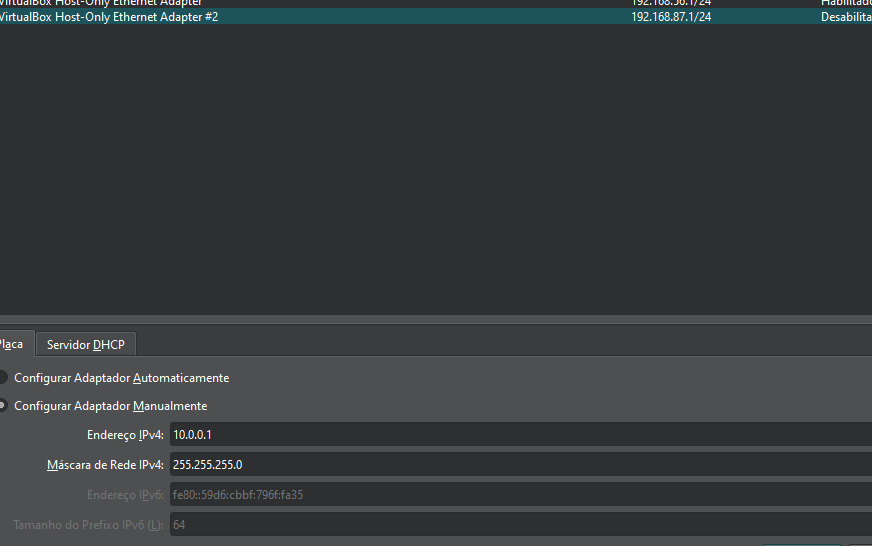 VirtualBox Host-Only Ethernet Adapter 192.168.56.1/24 Habilitado
VirtualBox Host-Only Ethernet Adapter #2 192.168.87.1/24 Desabilita
Placa Servidor DHCP
Configurar Adaptador Automaticamente
Configurar Adaptador Manualmente
Endereço IPv4: 10.0.0.1
Máscara de Rede IPv4: 255.255.255.0
Endereço IPv6: fe80::59d6:cbbf:796f:fa35
Tamanho do Prefixo IPv6 (L): 64